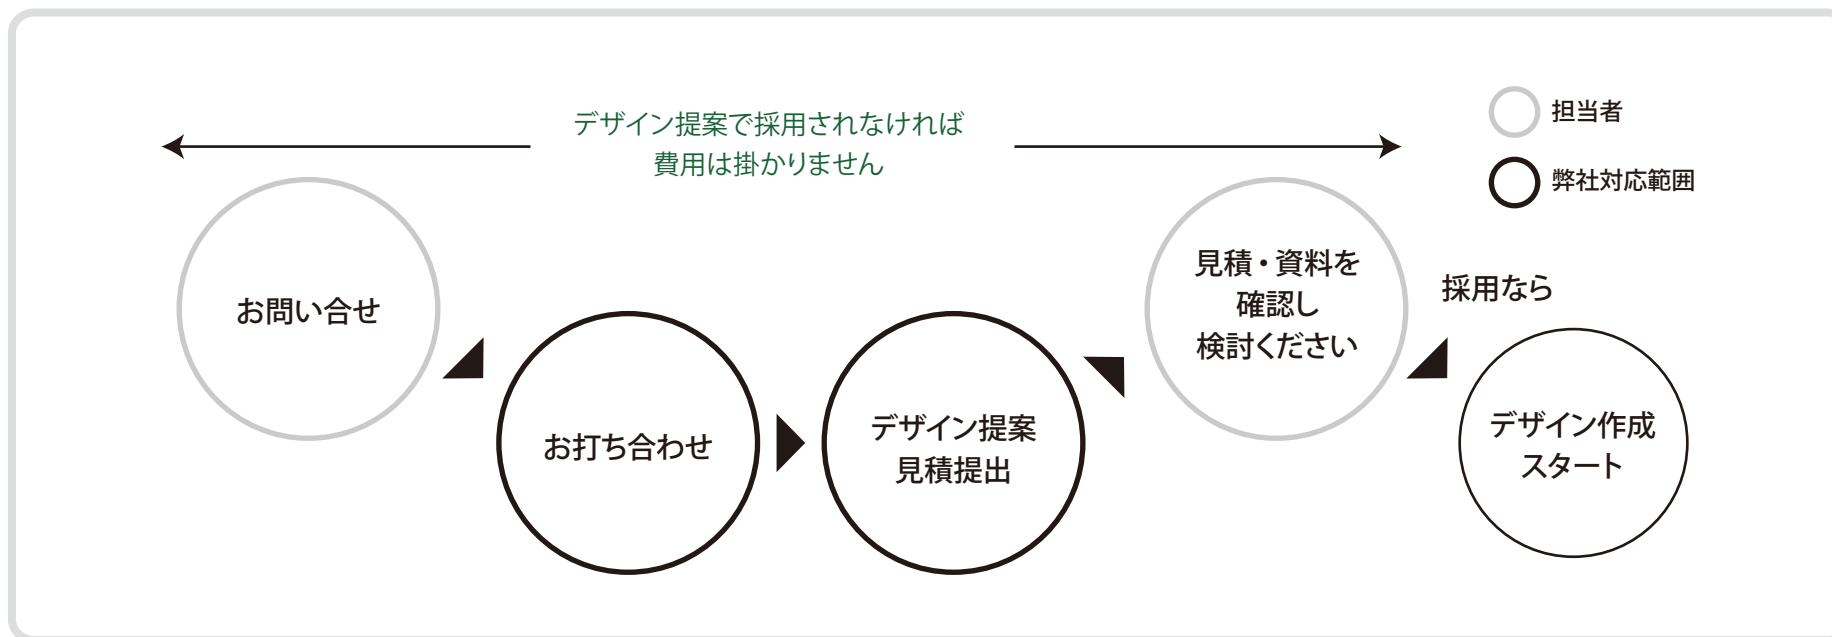 デザイン提案で採用されなければ
費用は掛かりません
担当者
弊社対応範囲
お問い合せ
お打ち合わせ
デザイン提案
見積提出
見積・資料を
確認し
検討ください
採用なら
デザイン作成
スタート